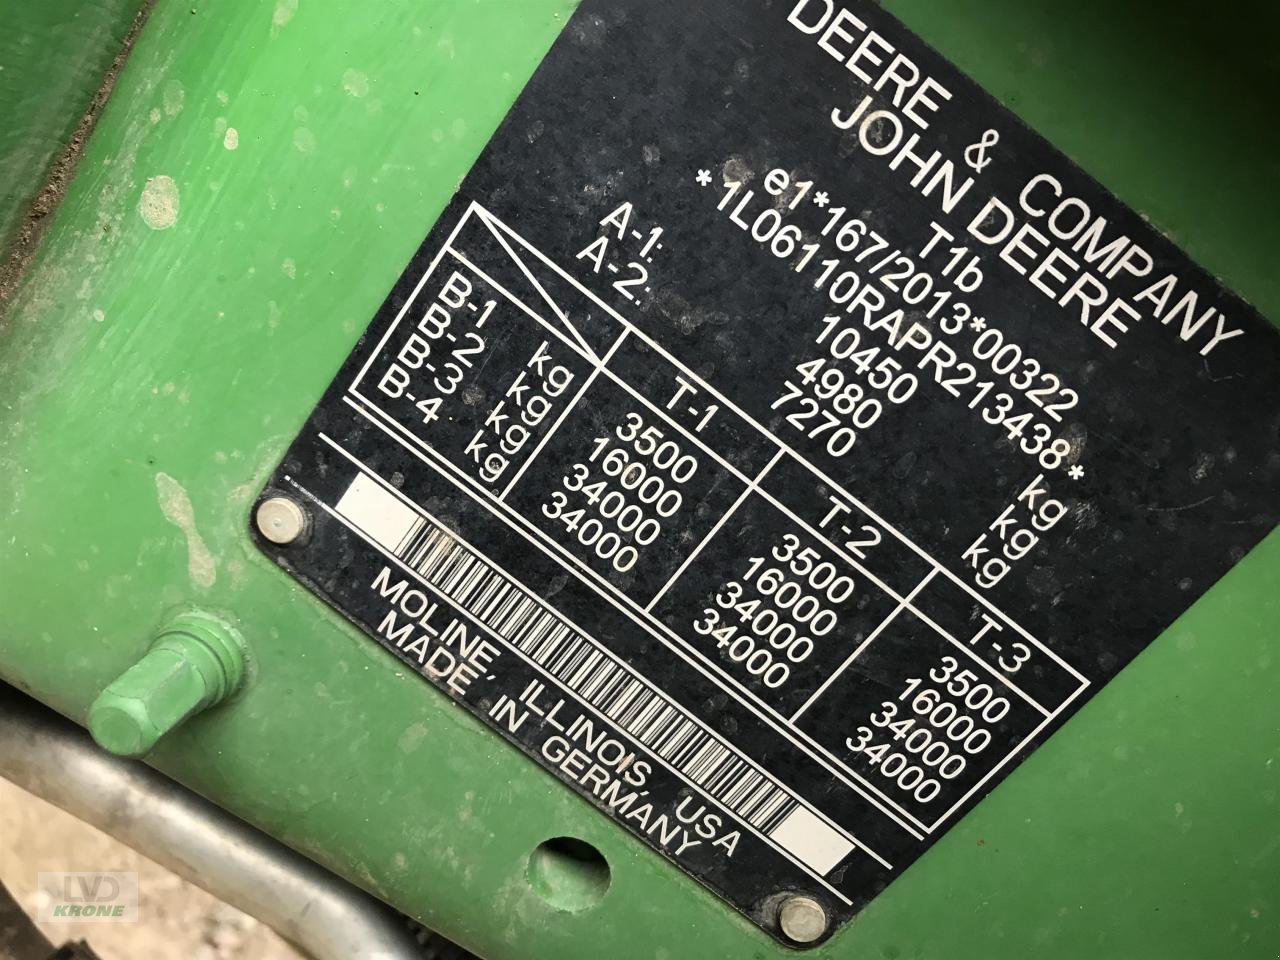 DEERE & COMPANY
JOHN DEERE
T1b
e1*167/2013*00322
*1L06110RAPR213438*
10450 kg
A-1: 4980 kg
A-2: 7270 kg
T-1 T-2 T-3
B-1 kg 3500 3500 3500
B-2 kg 16000 16000 16000
B-3 kg 34000 34000 34000
B-4 kg 34000 34000 34000
MOLINE, ILLINOIS, USA
MADE IN GERMANY
LVD
KRONE